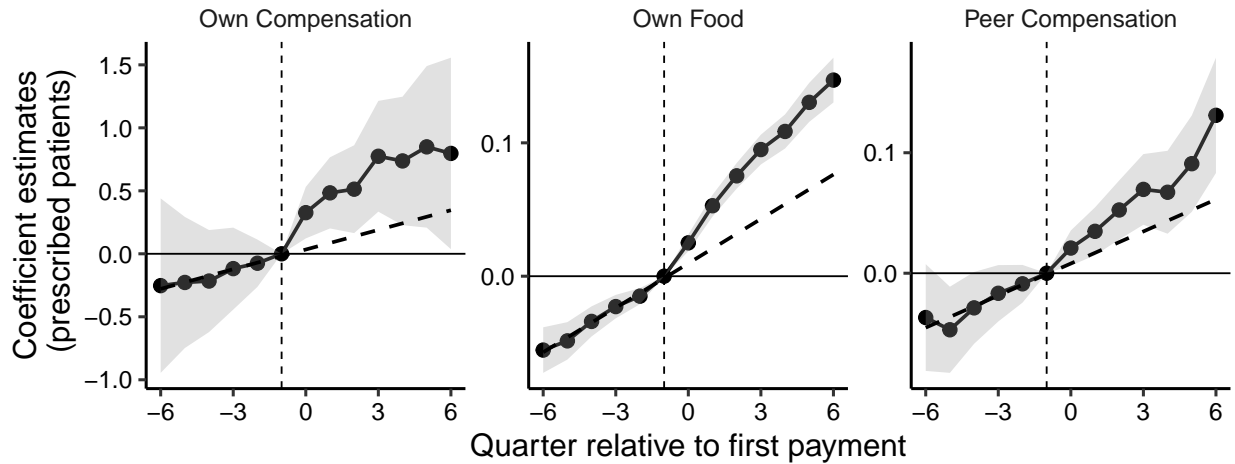 Own Compensation
Own Food
Peer Compensation
Coefficient estimates
(prescribed patients)
1.5
1.0
0.5
0.0
−0.5
−1.0
0.1
0.0
0.1
0.0
−6 −3 0 3 6
−6 −3 0 3 6
−6 −3 0 3 6
Quarter relative to first payment